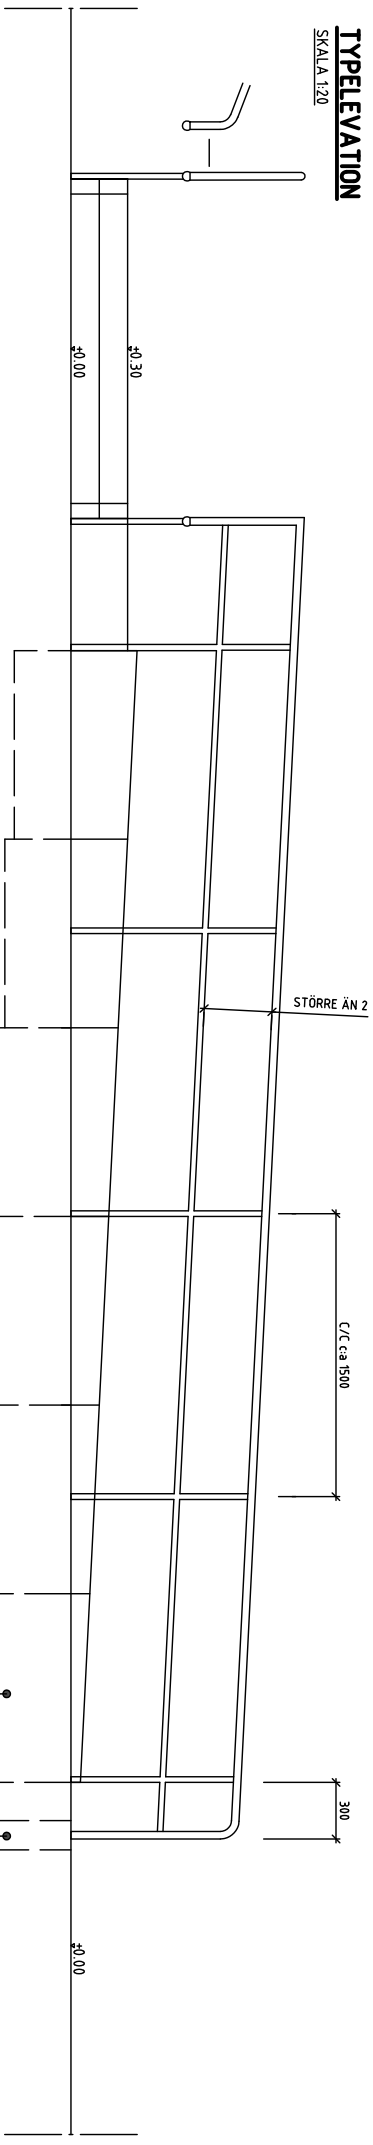 TYPELEVATION
SKALA 1:20
+0.30
+0.00
STÖRRE ÄN 2
C/C c:a 1500
300
+0.00